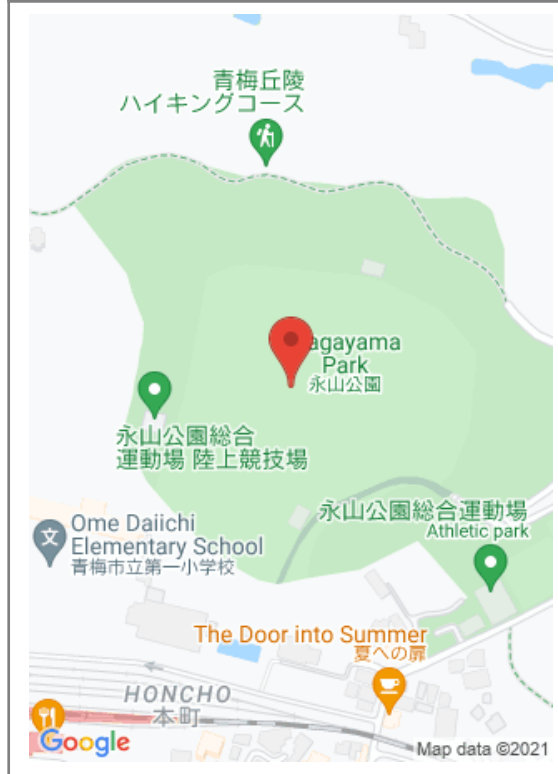 青梅丘陵
ハイキングコース
agayama
Park
永山公園
永山公園総合
運動場 陸上競技場
永山公園総合運動場
Athletic park
文
Ome Daiichi
Elementary School
青梅市立第一小学校
The Door into Summer
夏への扉
HONCHO
本町
Google
Map data ©2021